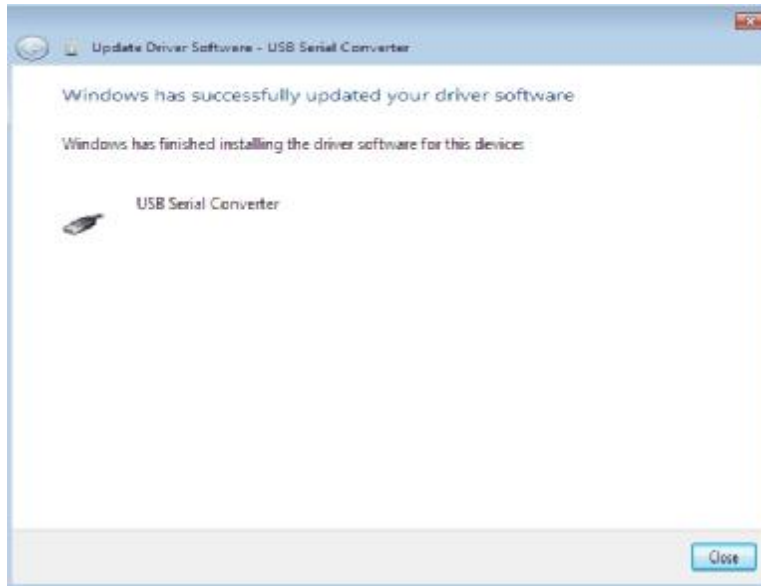 Update Driver Software - USB Serial Converter
Windows has successfully updated your driver software
Windows has finished installing the driver software for this device:
USB Serial Converter
Close